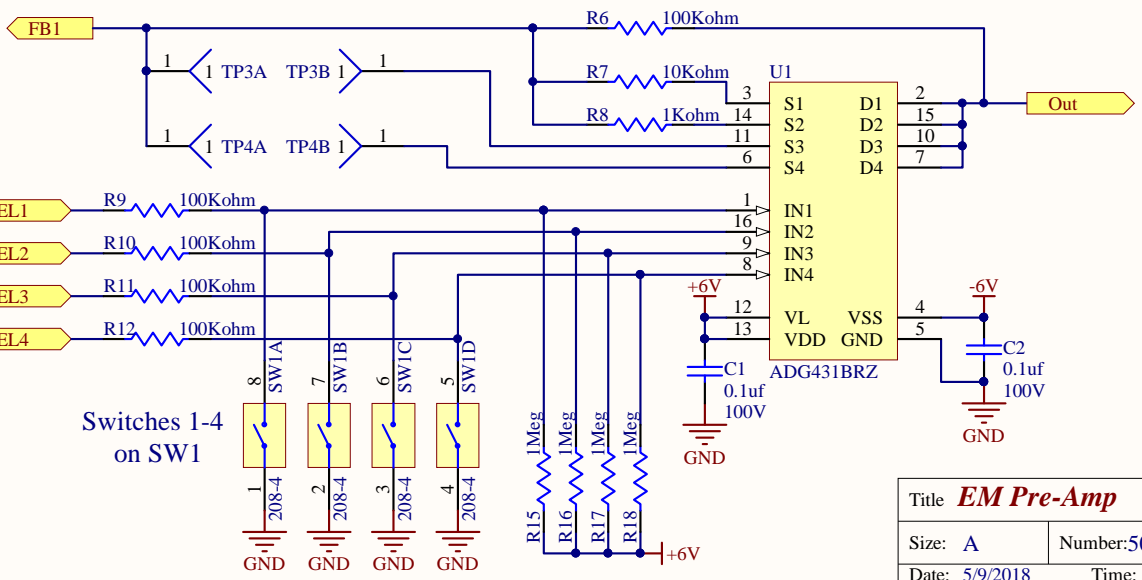 FB1
R6 100Kohm
1 1 TP3A TP3B 1 1
R7 10Kohm
R8 1Kohm
1 1 TP4A TP4B 1 1
U1
3 S1 D1 2
14 S2 D2 15
11 S3 D3 10
6 S4 D4 7
Out
1 IN1
16 IN2
9 IN3
8 IN4
+6V
-6V
12 VL VSS 4
13 VDD GND 5
ADG431BRZ
EL1 R9 100Kohm
EL2 R10 100Kohm
EL3 R11 100Kohm
EL4 R12 100Kohm
C1
0.1uf
100V
GND
C2
0.1uf
100V
GND
8 SW1A
7 SW1B
6 SW1C
5 SW1D
Switches 1-4
on SW1
1 208-4
2 208-4
3 208-4
4 208-4
GND
GND
GND
GND
R15 1Meg
R16 1Meg
R17 1Meg
R18 1Meg
+6V
Title EM Pre-Amp
Size: A
Number:
Date: 5/9/2018
Time: